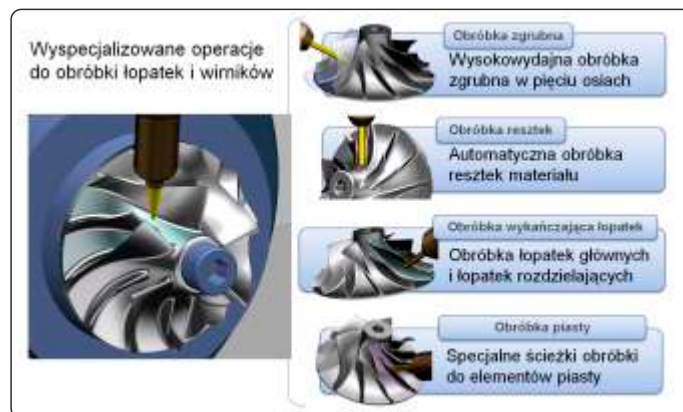 Wyspecjalizowane operacje
do obróbki łopatek i wirników
Obróbka zgrubna
Wysokowydajna obróbka
zgrubna w pięciu osiach
Obróbka resztek
Automatyczna obróbka
resztek materiału
Obróbka wykańczająca łopatek
Obróbka łopatek głównych
i łopatek rozdzielających
Obróbka piasty
Specjalne ścieżki obróbki
do elementów piasty